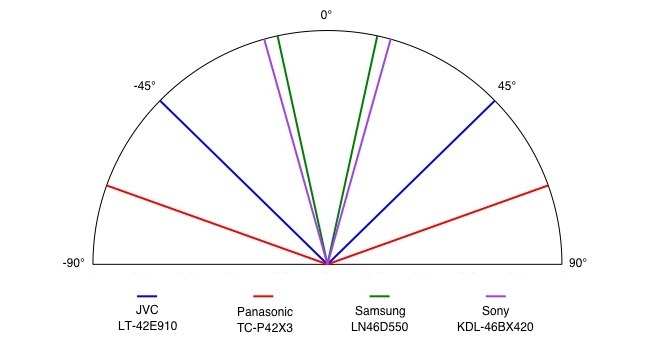 0°
-45°
45°
-90°
90°
JVC
LT-42E910
Panasonic
TC-P42X3
Samsung
LN46D550
Sony
KDL-46BX420